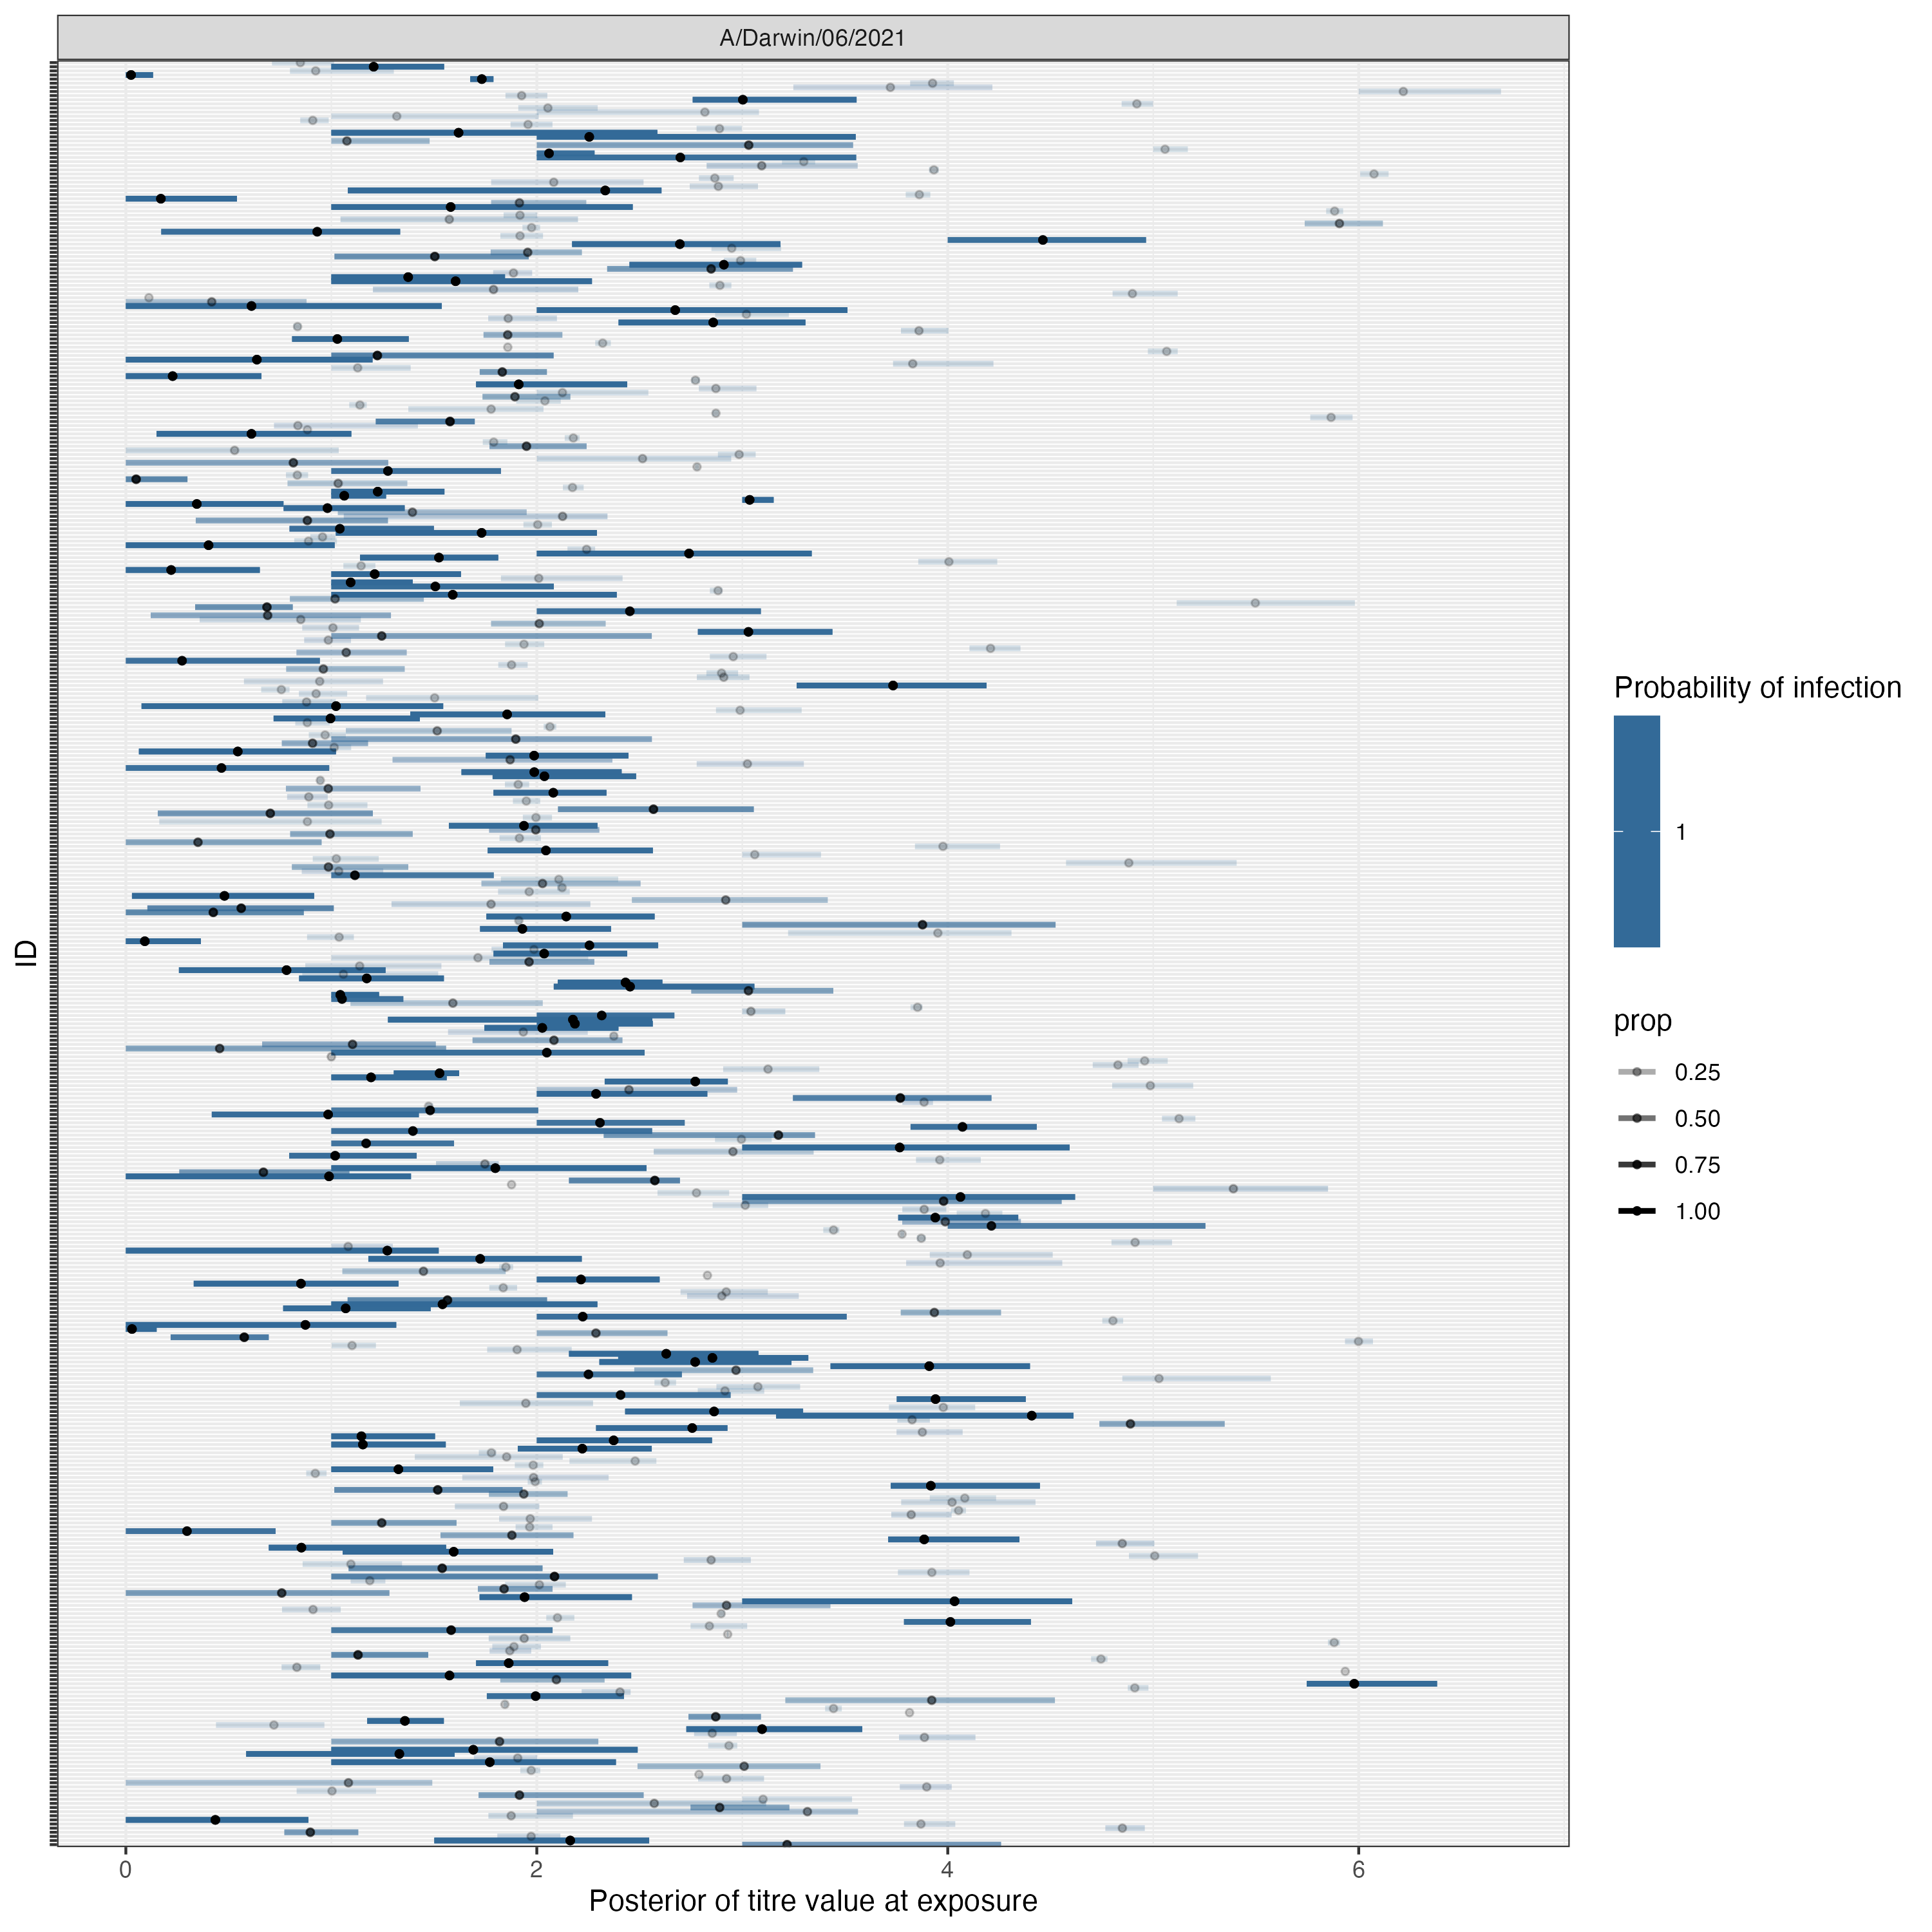 A/Darwin/06/2021
ID
0
2
4
6
Posterior of titre value at exposure
Probability of infection
1
prop
0.25
0.50
0.75
1.00